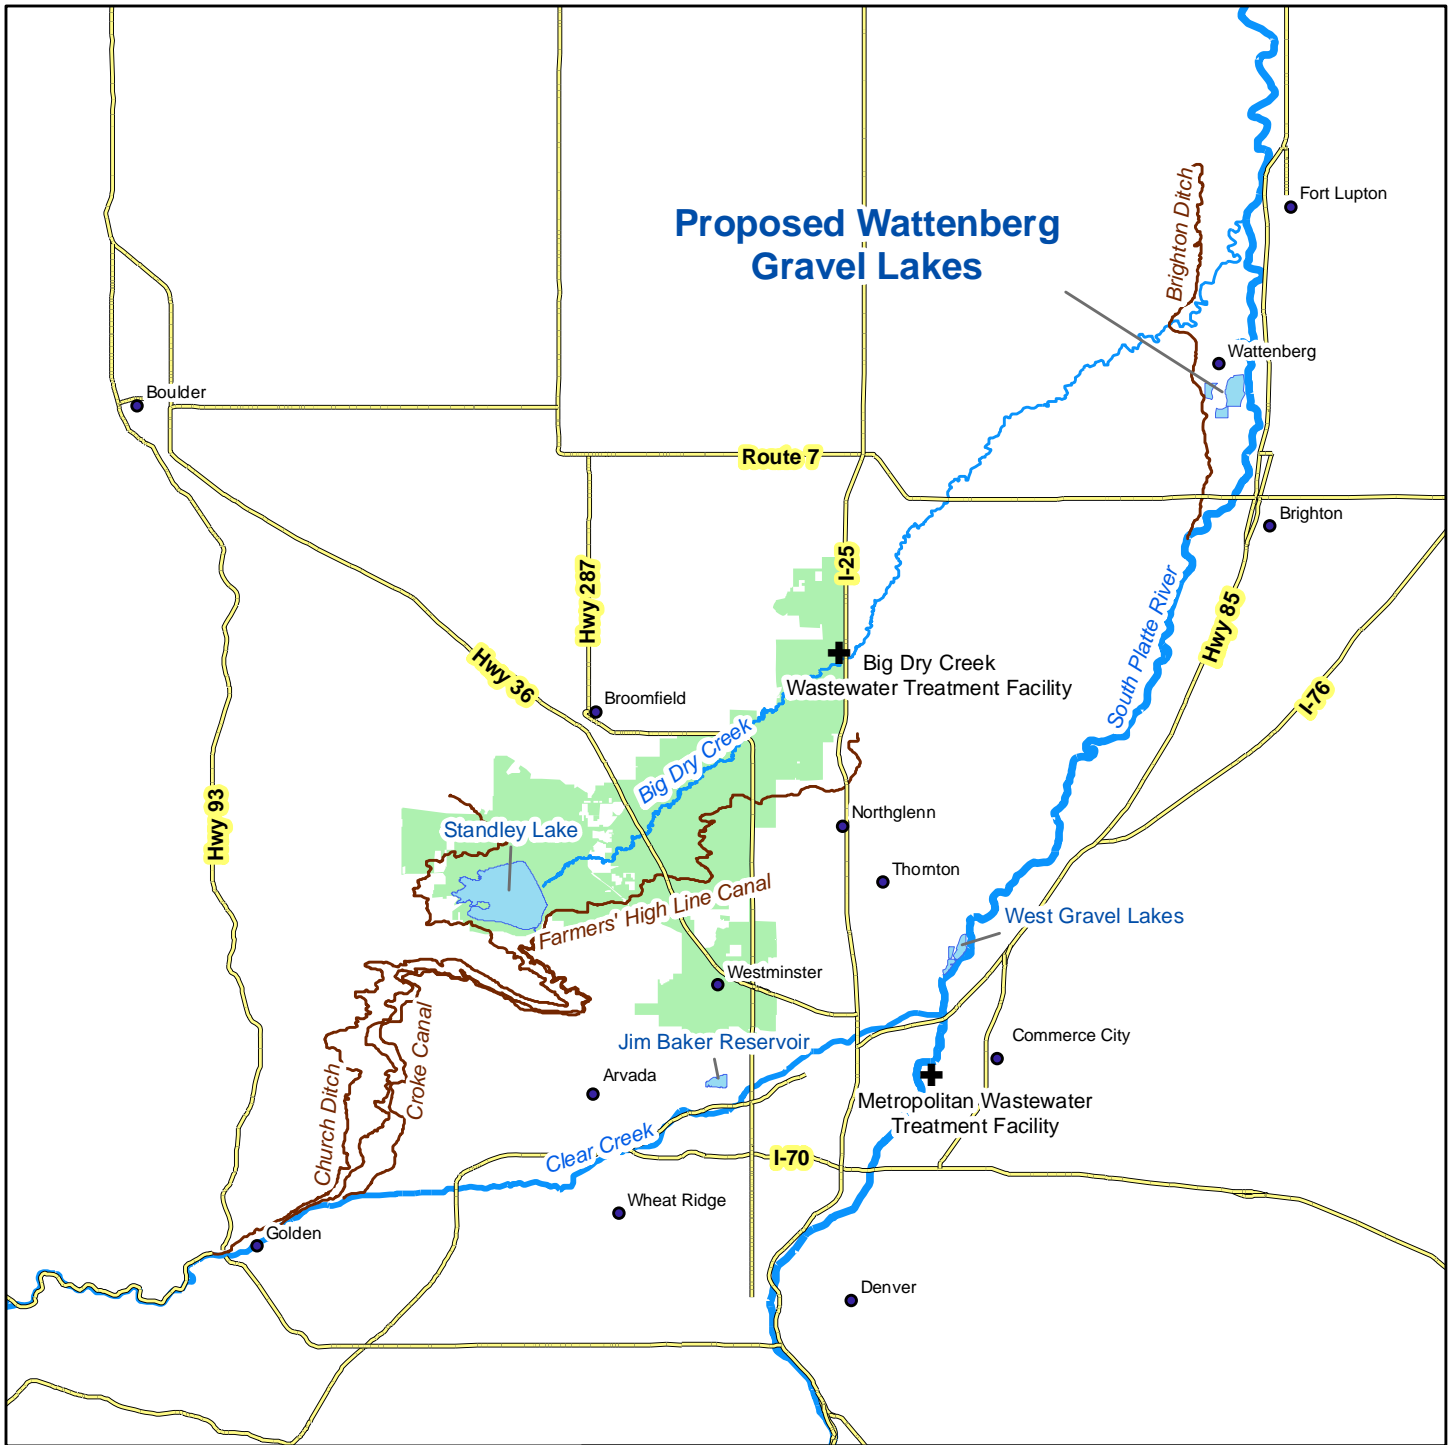 Proposed Wattenberg
Gravel Lakes
Brighton Ditch
Fort Lupton
Wattenberg
Boulder
Route 7
Brighton
I-25
Hwy 287
South Platte River
Hwy 85
Hwy 36
Big Dry Creek
Wastewater Treatment Facility
I-76
Broomfield
Big Dry Creek
Hwy 93
Standley Lake
Northglenn
Thornton
Farmers' High Line Canal
West Gravel Lakes
Westminster
Croke Canal
Jim Baker Reservoir
Commerce City
Arvada
Church Ditch
Metropolitan Wastewater
Treatment Facility
Clear Creek
I-70
Wheat Ridge
Golden
Denver